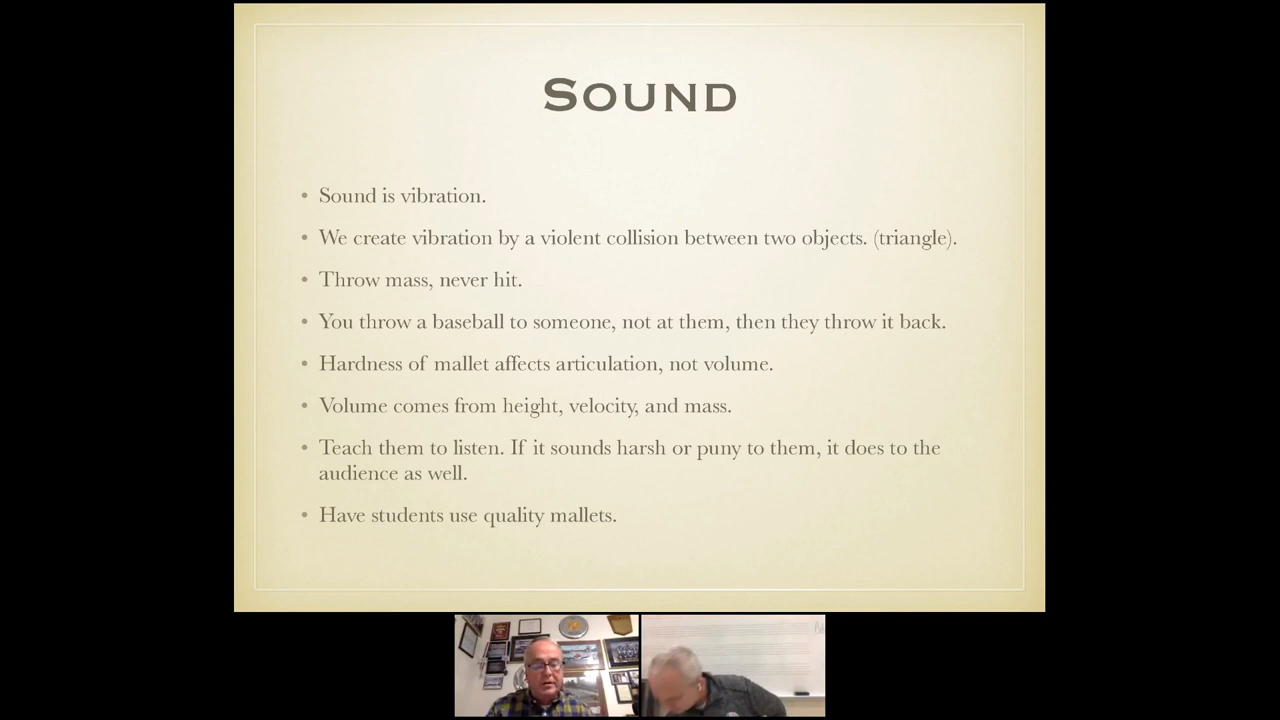 SOUND
• Sound is vibration.
• We create vibration by a violent collision between two objects. (triangle).
• Throw mass, never hit.
• You throw a baseball to someone, not at them, then they throw it back.
• Hardness of mallet affects articulation, not volume.
• Volume comes from height, velocity, and mass.
• Teach them to listen. If it sounds harsh or puny to them, it does to the
audience as well.
• Have students use quality mallets.